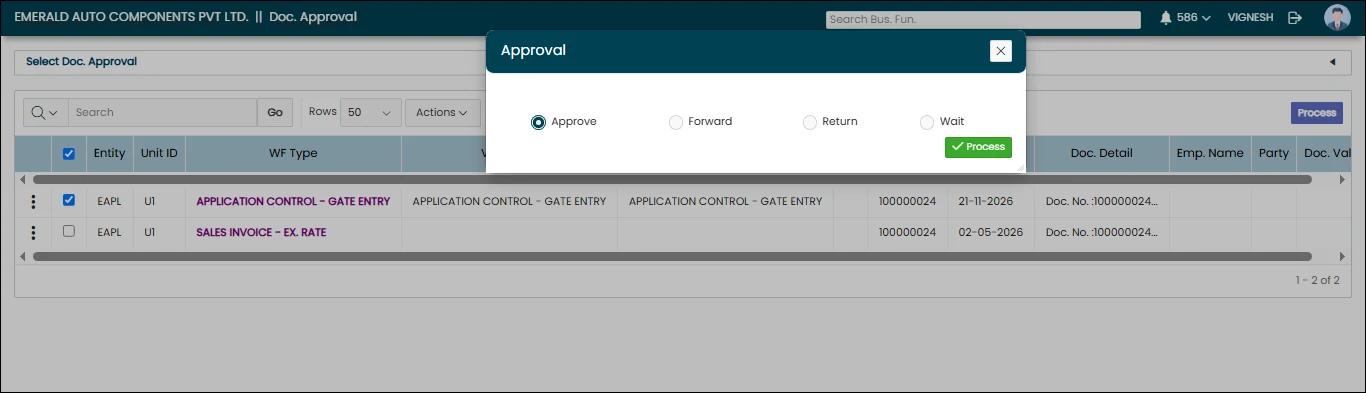 EMERALD AUTO COMPONENTS PVT LTD. || Doc. Approval
Search Bus. Fun.
586
VIGNESH
Approval
Select Doc. Approval
Search
Go
Rows
50
Actions
Process
Approve
Forward
Return
Wait
Process
Entity
Unit ID
WF Type
Doc. Detail
Emp. Name
Party
Doc. Val
EAPL U1 APPLICATION CONTROL - GATE ENTRY APPLICATION CONTROL - GATE ENTRY APPLICATION CONTROL - GATE ENTRY 100000024 21-11-2026 Doc. No. :100000024...
EAPL U1 SALES INVOICE - EX. RATE 100000024 02-05-2026 Doc. No. :100000024...
1 - 2 of 2